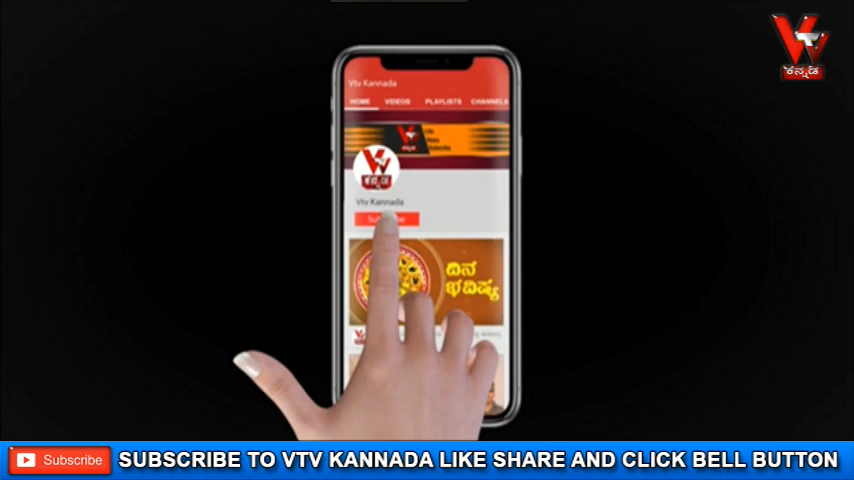 VTV
ಕನ್ನಡ
Vtv Kannada
HOME VIDEOS PLAYLISTS CHANNELS
Vtv Kannada
ದಿನ
ಭವಿಷ್ಯ
Subscribe SUBSCRIBE TO VTV KANNADA LIKE SHARE AND CLICK BELL BUTTON